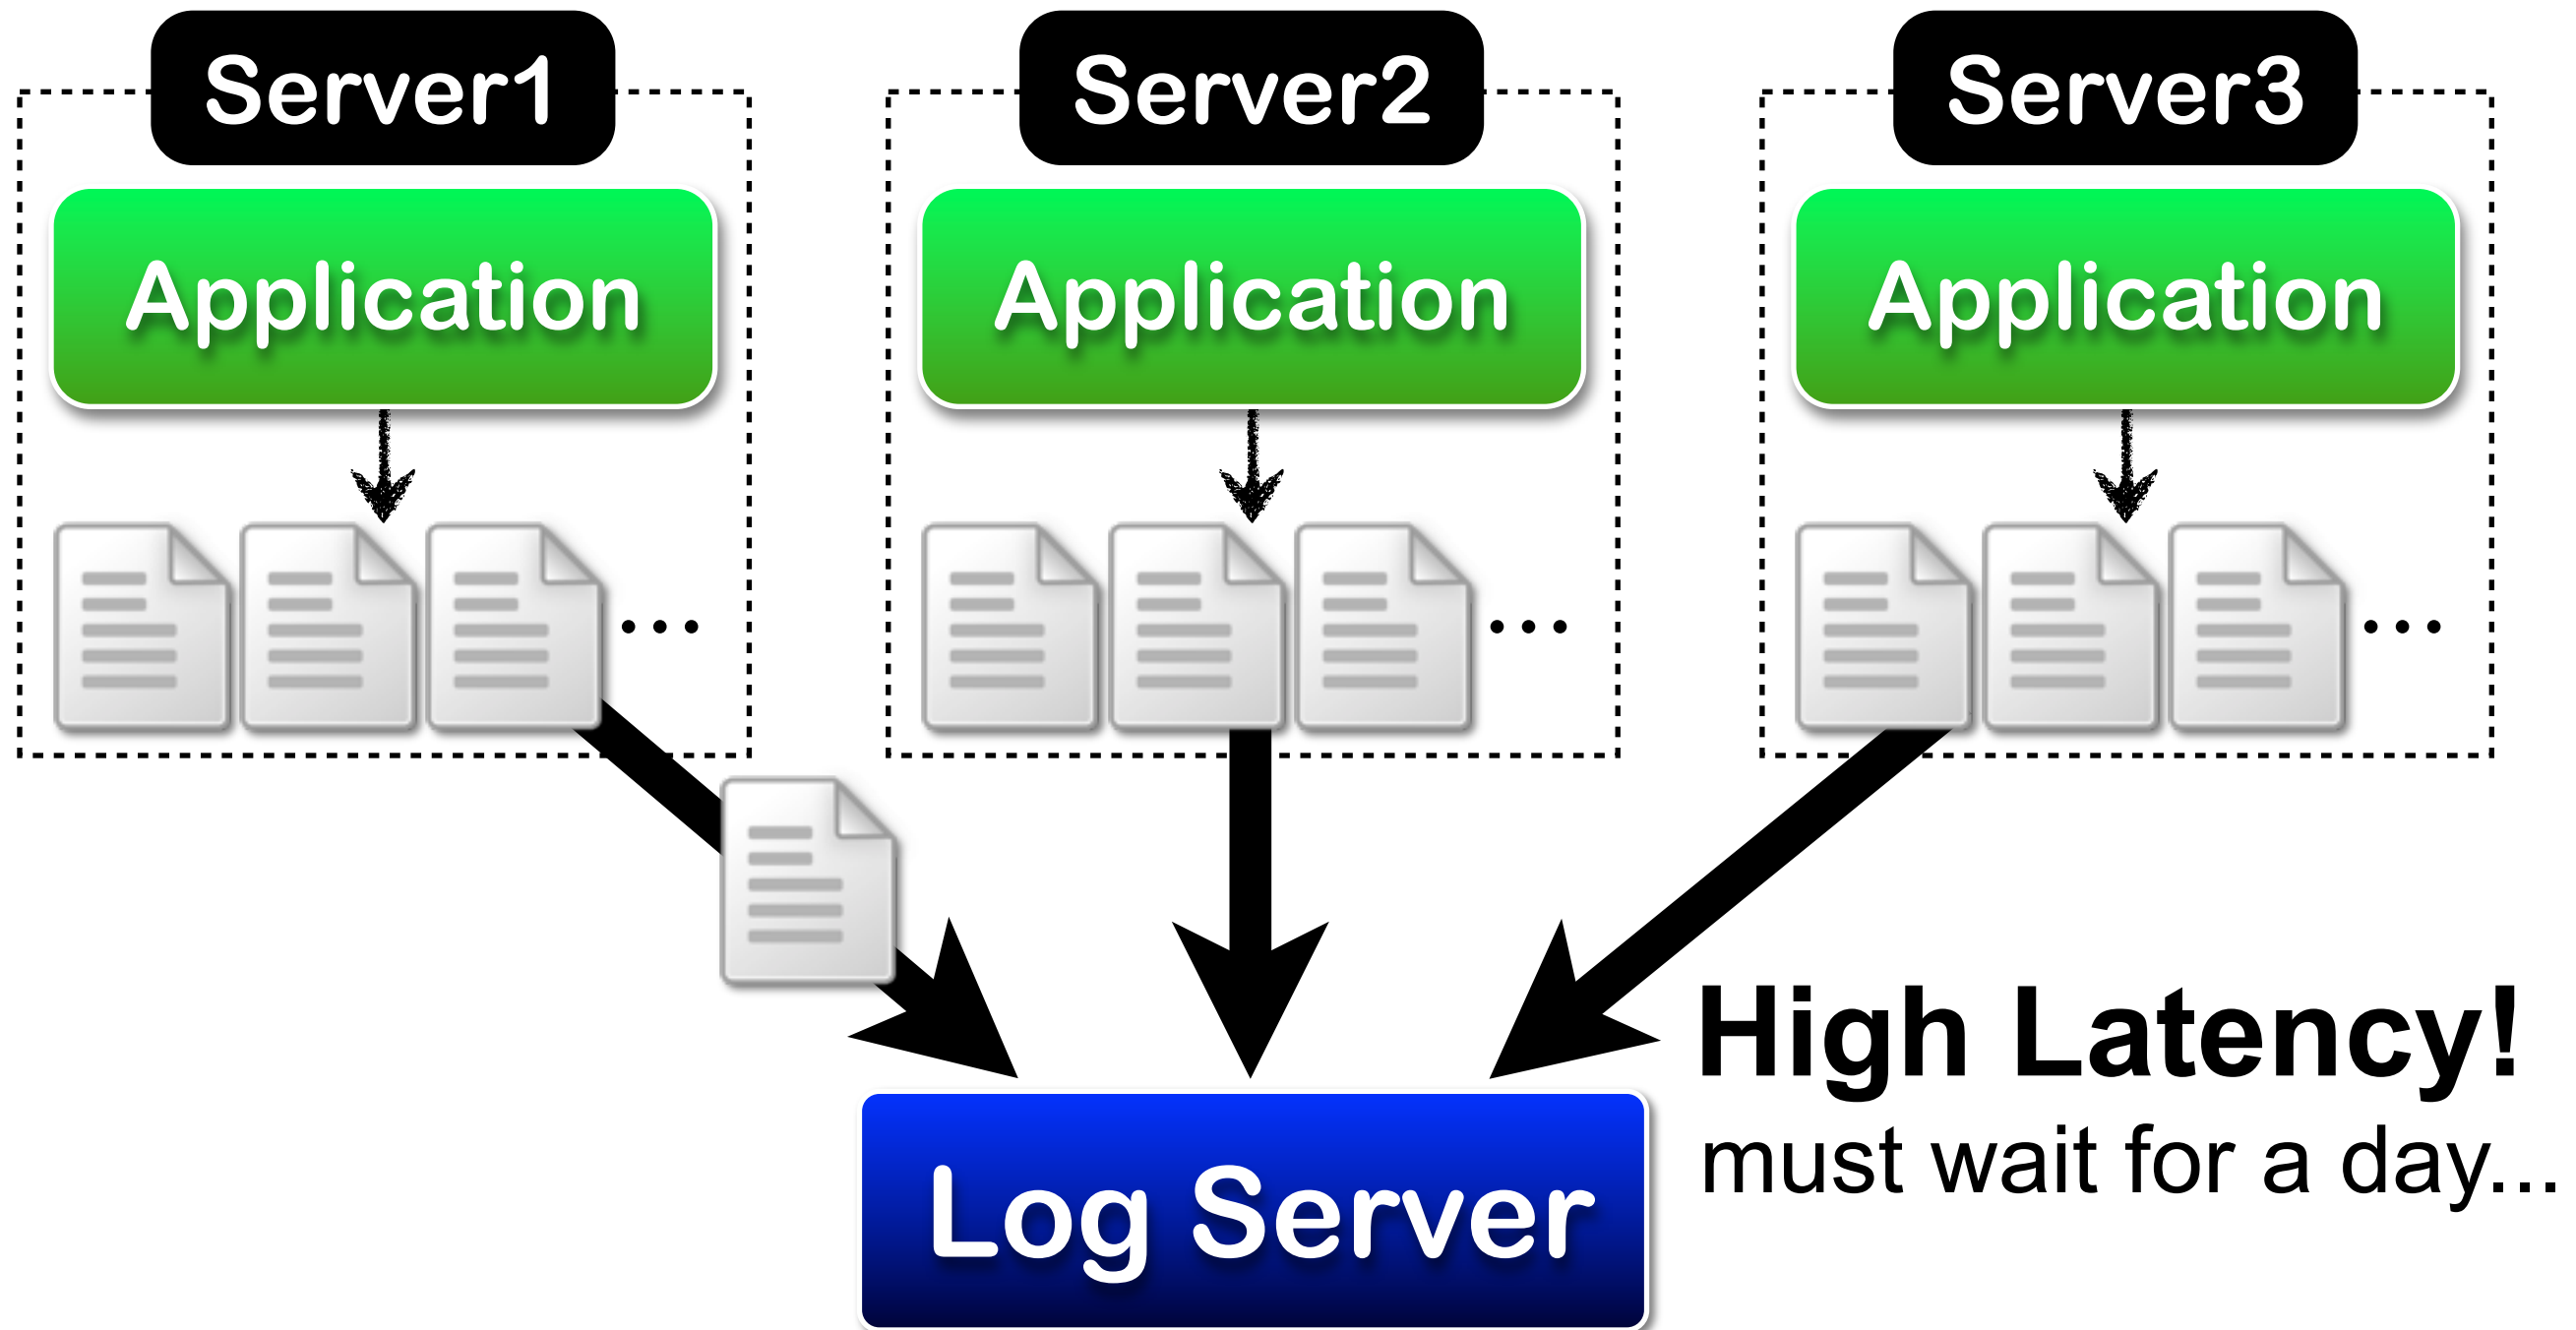 Server1
Server2
Server3
Application
Application
Application
...
...
...
High Latency!
must wait for a day...
Log Server